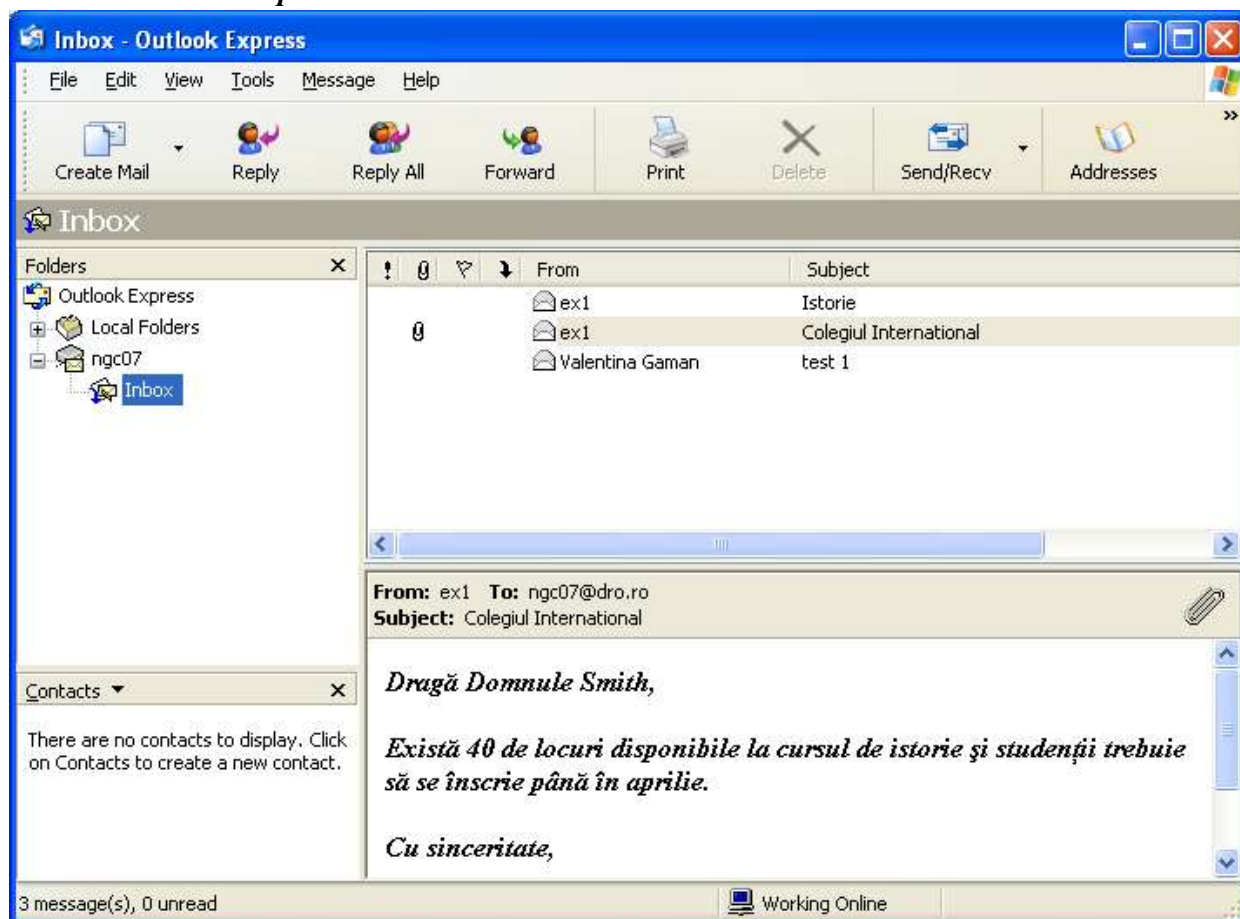 Inbox - Outlook Express
File Edit View Tools Message Help
Create Mail Reply Reply All Forward Print Delete Send/Recv Addresses »
Inbox
Folders
Outlook Express
Local Folders
ngc07
Inbox
! From Subject
ex1 Istorie
ex1 Colegiul International
Valentina Gaman test 1
From: ex1 To: ngc07@dro.ro
Subject: Colegiul International
Dragă Domnule Smith,
Există 40 de locuri disponibile la cursul de istorie şi studenţii trebuie
să se înscrie până în aprilie.
Cu sinceritate,
Contacts
There are no contacts to display. Click
on Contacts to create a new contact.
3 message(s), 0 unread
Working Online